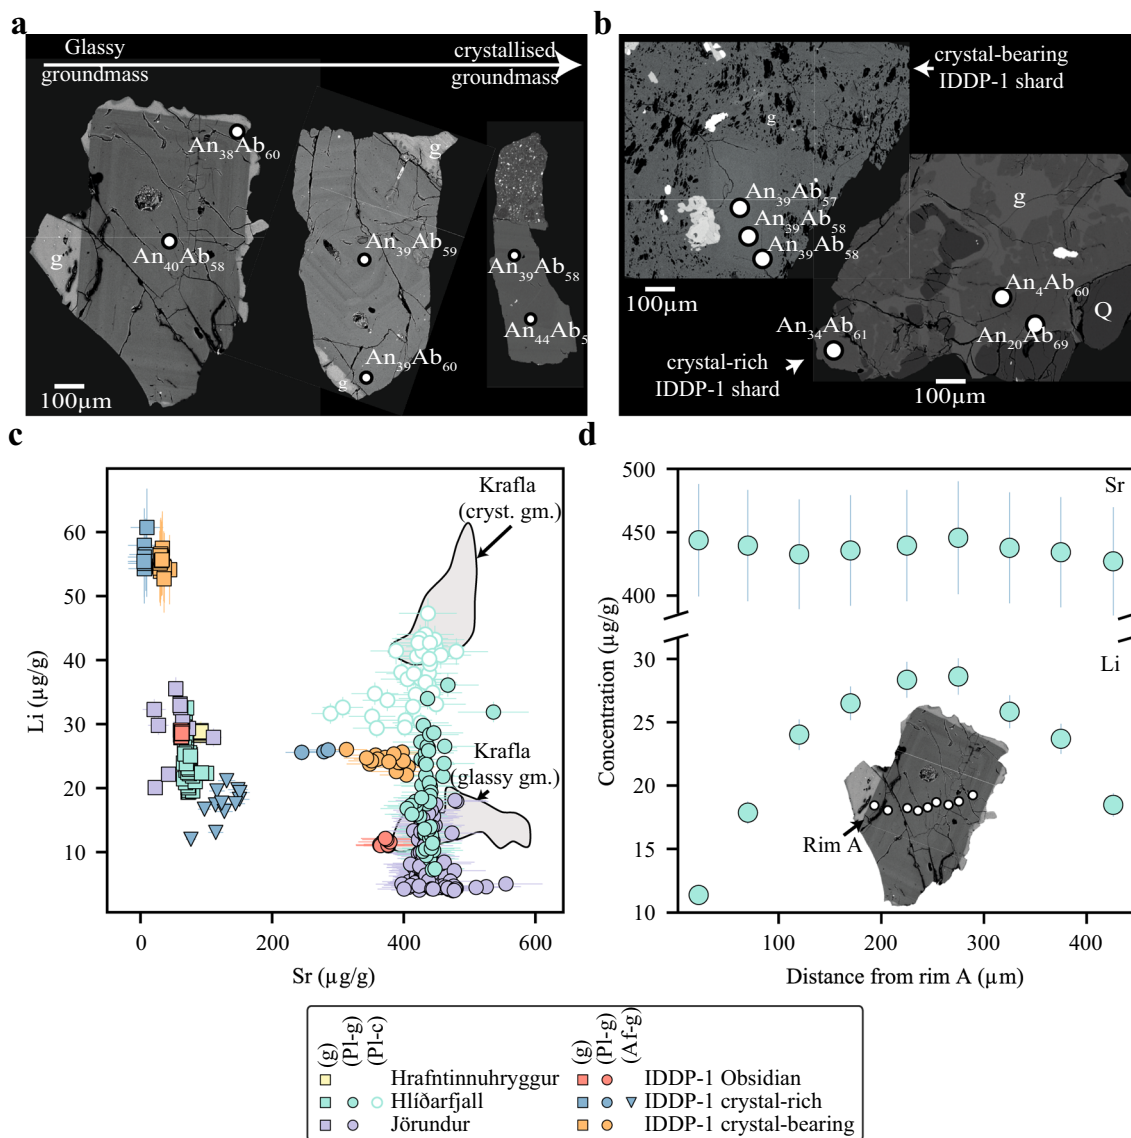 a
Glassy
groundmass
crystallised
groundmass
An38Ab60
g
An40Ab58
g
An39Ab59
An39Ab60
g
An39Ab58
An44Ab5
100µm
b
crystal-bearing
IDDP-1 shard
g
An39Ab57
An39Ab58
An39Ab58
100µm
g
An4Ab60
Q
An20Ab69
An34Ab61
crystal-rich
IDDP-1 shard
100µm
c
Krafla
(cryst. gm.)
Krafla
(glassy gm.)
60
50
40
30
20
10
Li (µg/g)
0 200 400 600
Sr (µg/g)
d
Sr
Li
500
450
400
30
25
20
15
10
Concentration (µg/g)
Rim A
100 200 300 400
Distance from rim A (µm)
(g) (Pl-g) (Pl-c)
Hrafntinnuhryggur
Hlíðarfjall
Jörundur
(g) (Pl-g) (Af-g)
IDDP-1 Obsidian
IDDP-1 crystal-rich
IDDP-1 crystal-bearing